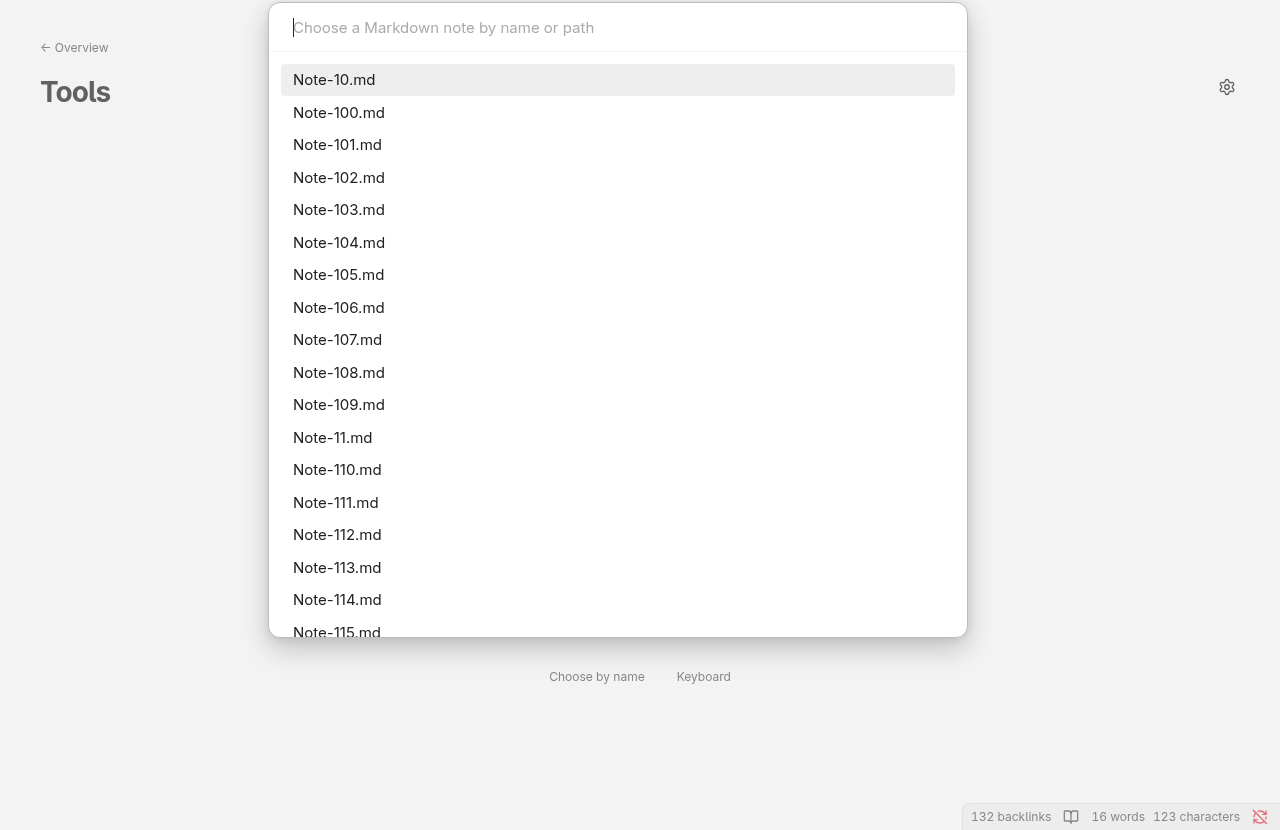 Choose a Markdown note by name or path
← Overview
Tools
Note-10.md
Note-100.md
Note-101.md
Note-102.md
Note-103.md
Note-104.md
Note-105.md
Note-106.md
Note-107.md
Note-108.md
Note-109.md
Note-11.md
Note-110.md
Note-111.md
Note-112.md
Note-113.md
Note-114.md
Note-115.md
Choose by name Keyboard
132 backlinks 16 words 123 characters